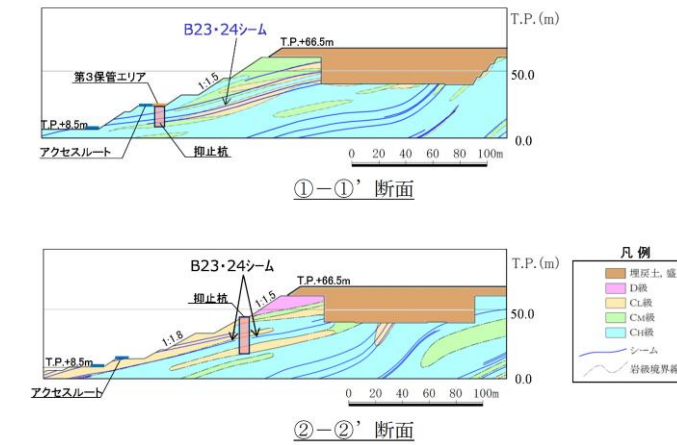 T.P.(m)
B23・24シーム
T.P.+66.5m
50.0
第3保管エリア
1:1.5
T.P.+8.5m
0.0
アクセスルート
抑止杭
0 20 40 60 80 100m
①-①’断面
T.P.(m)
B23・24シーム
T.P.+66.5m
抑止杭
1:1.5
50.0
1:1.8
T.P.+8.5m
0.0
アクセスルート
0 20 40 60 80 100m
②-②’断面
凡例
埋戻土, 盛
D級
CL級
CM級
CH級
シーム
岩級境界線